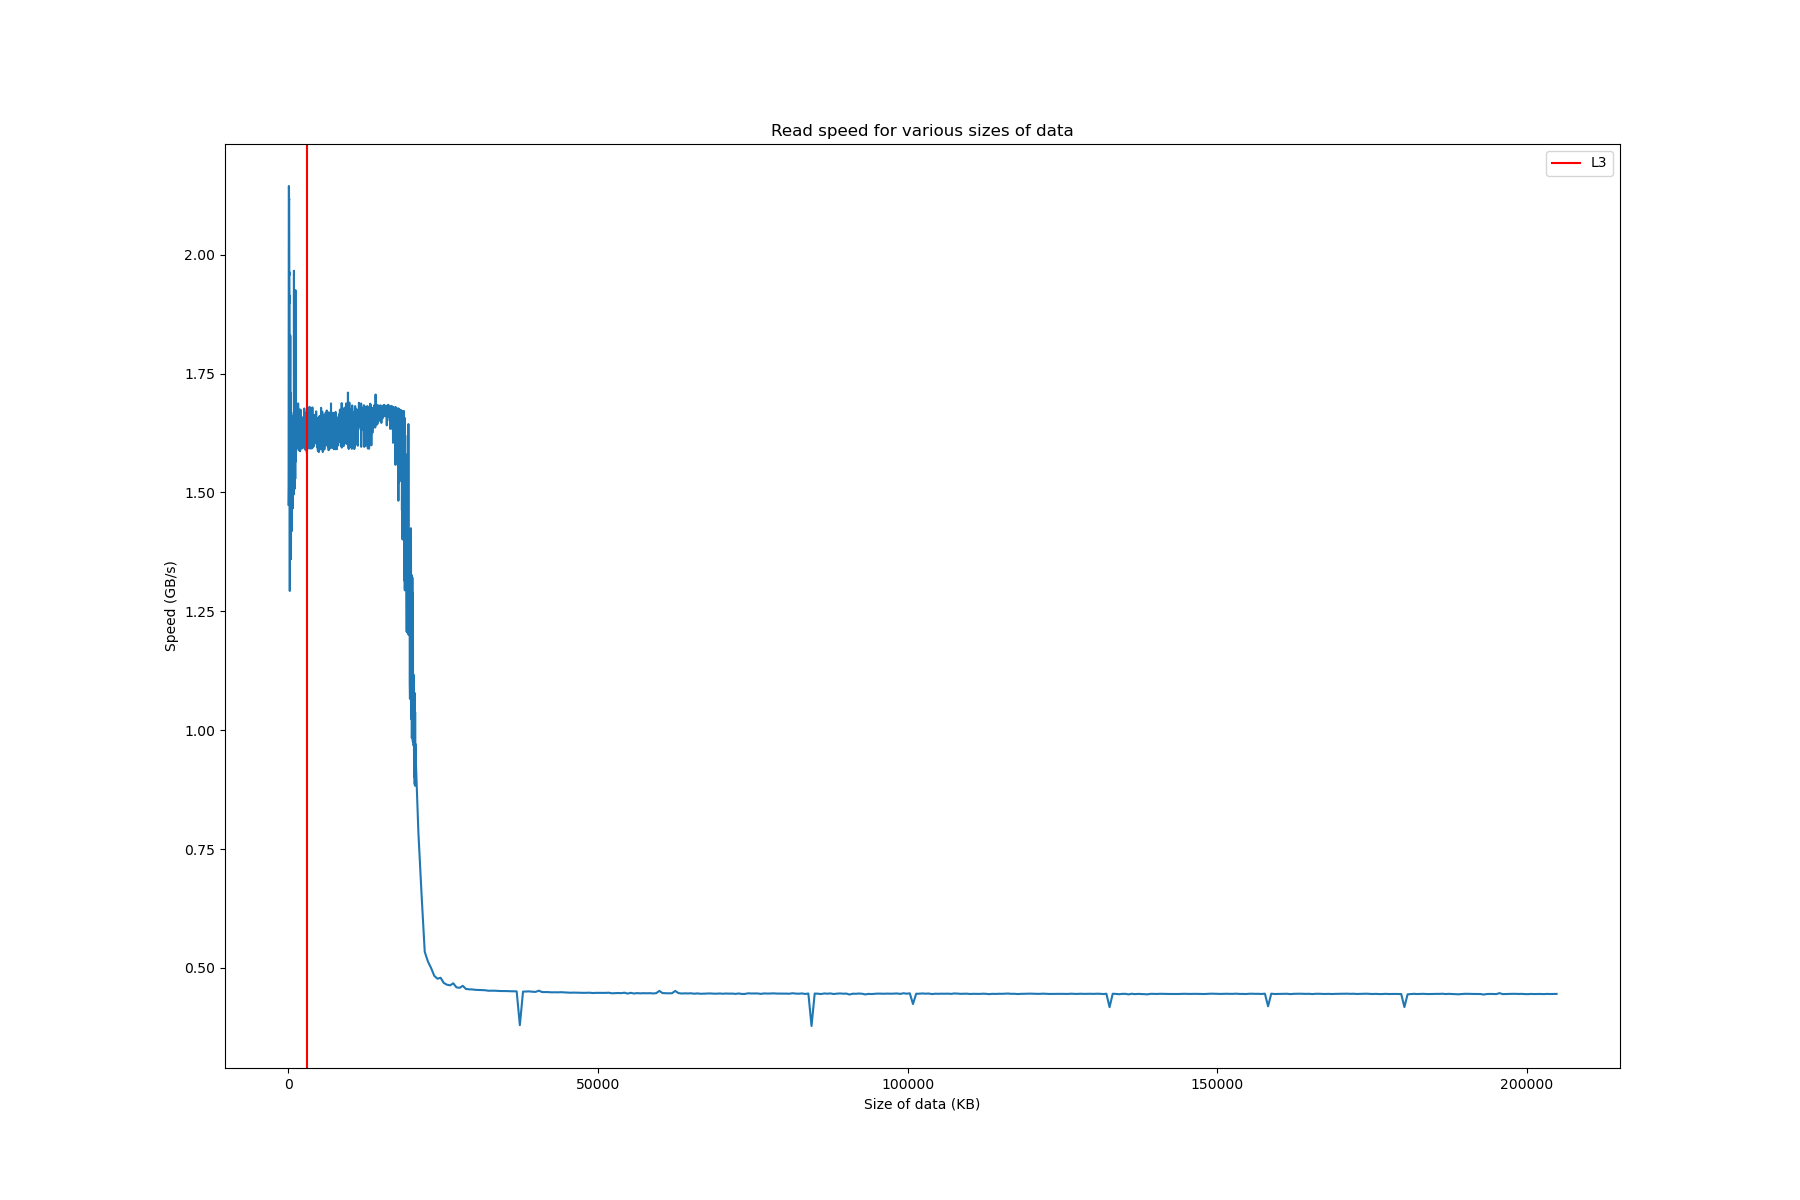 Read speed for various sizes of data
L3
2.00
1.75
1.50
1.25
1.00
0.75
0.50
Speed (GB/s)
0 50000 100000 150000 200000
Size of data (KB)